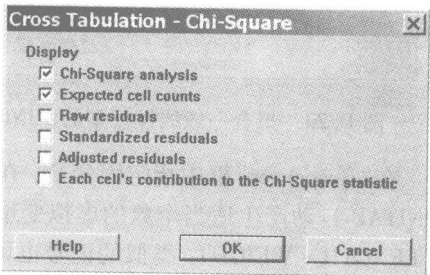 Cross Tabulation - Chi-Square
Display
Chi-Square analysis
Expected cell counts
Raw residuals
Standardized residuals
Adjusted residuals
Each cell's contribution to the Chi-Square statistic
Help OK Cancel